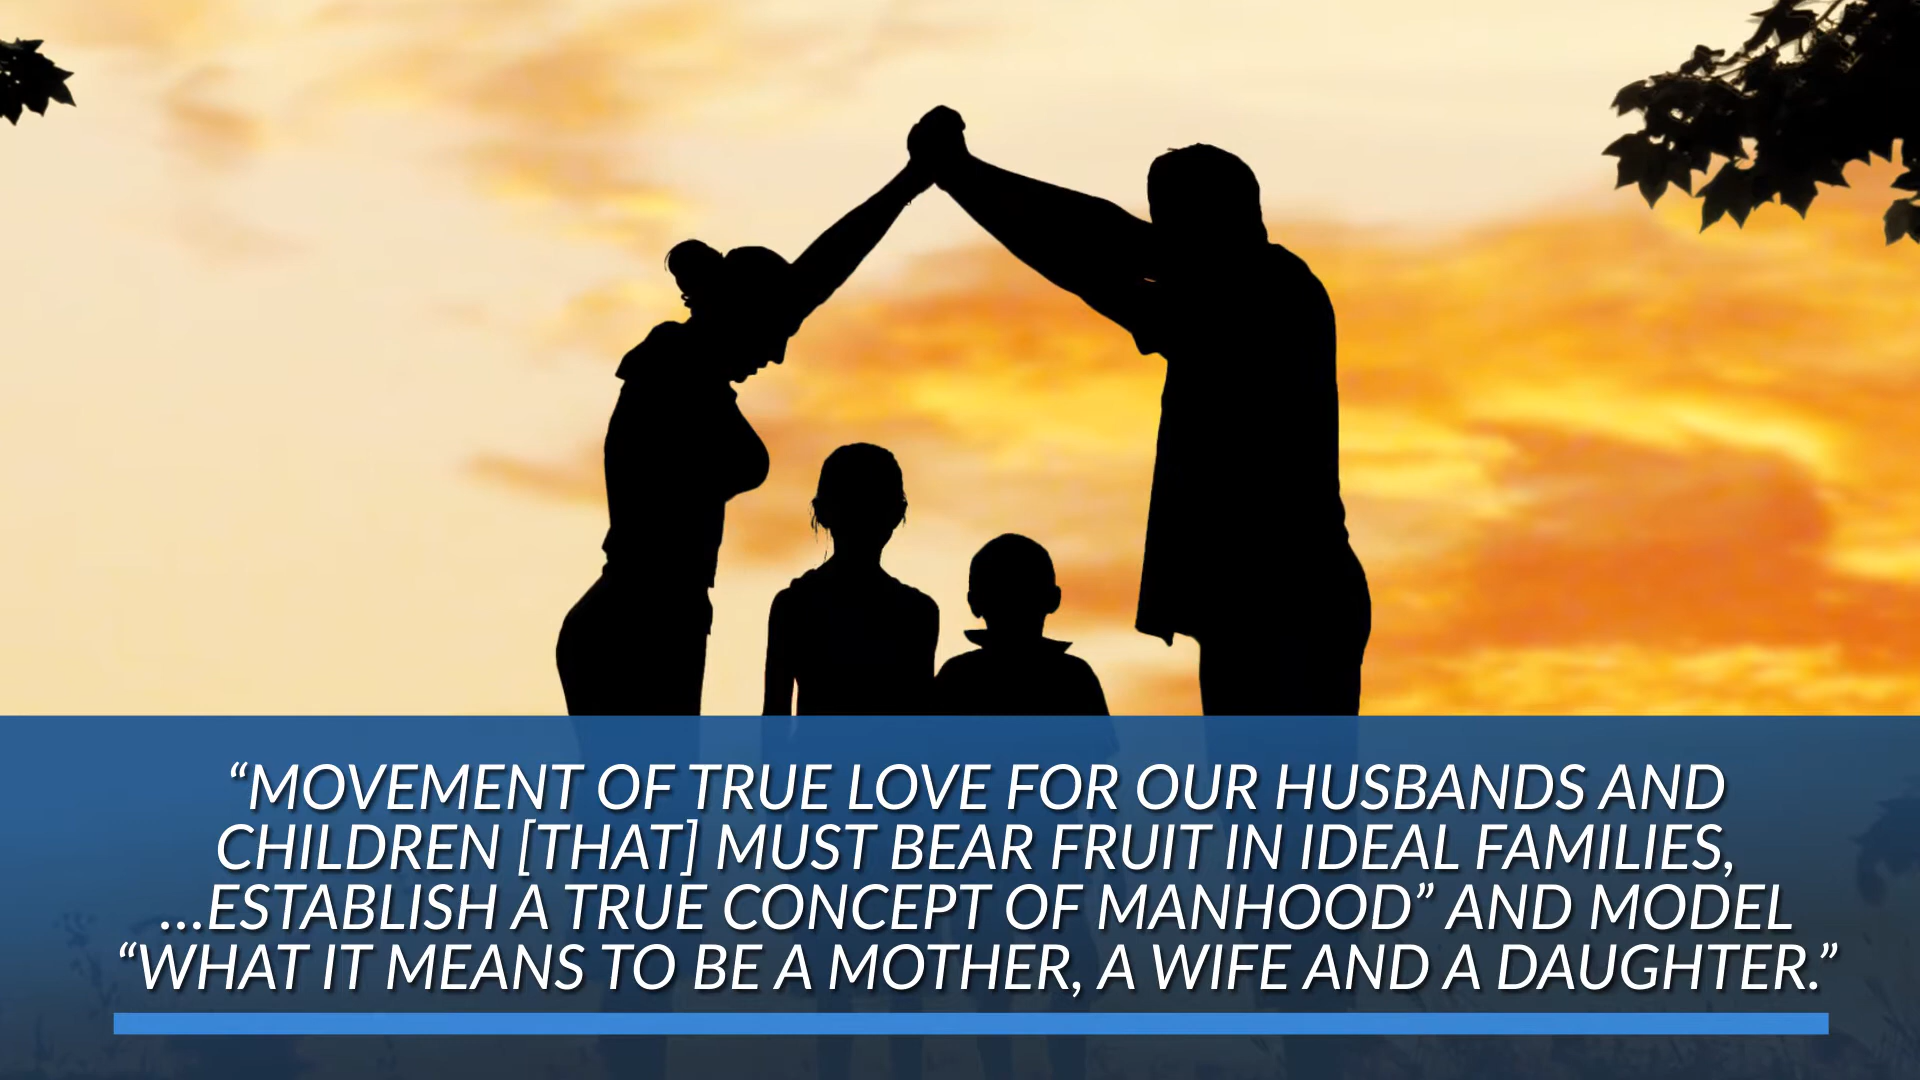 “MOVEMENT OF TRUE LOVE FOR OUR HUSBANDS AND
CHILDREN [THAT] MUST BEAR FRUIT IN IDEAL FAMILIES,
...ESTABLISH A TRUE CONCEPT OF MANHOOD” AND MODEL
“WHAT IT MEANS TO BE A MOTHER, A WIFE AND A DAUGHTER.”